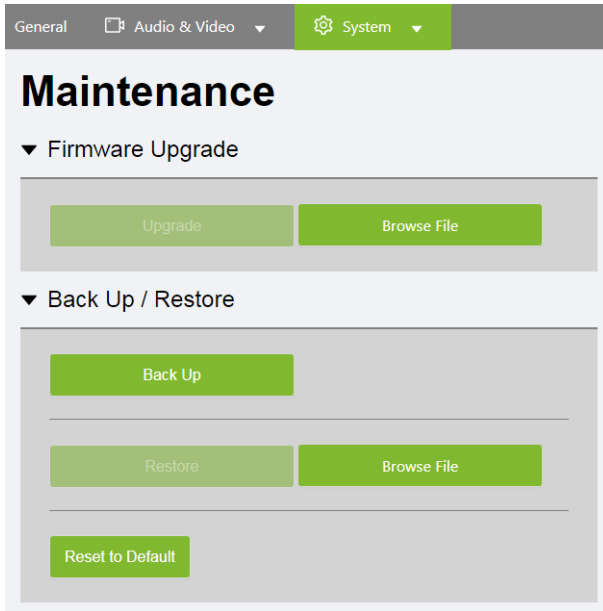 General Audio & Video System
Maintenance
Firmware Upgrade
Upgrade Browse File
Back Up / Restore
Back Up
Restore Browse File
Reset to Default